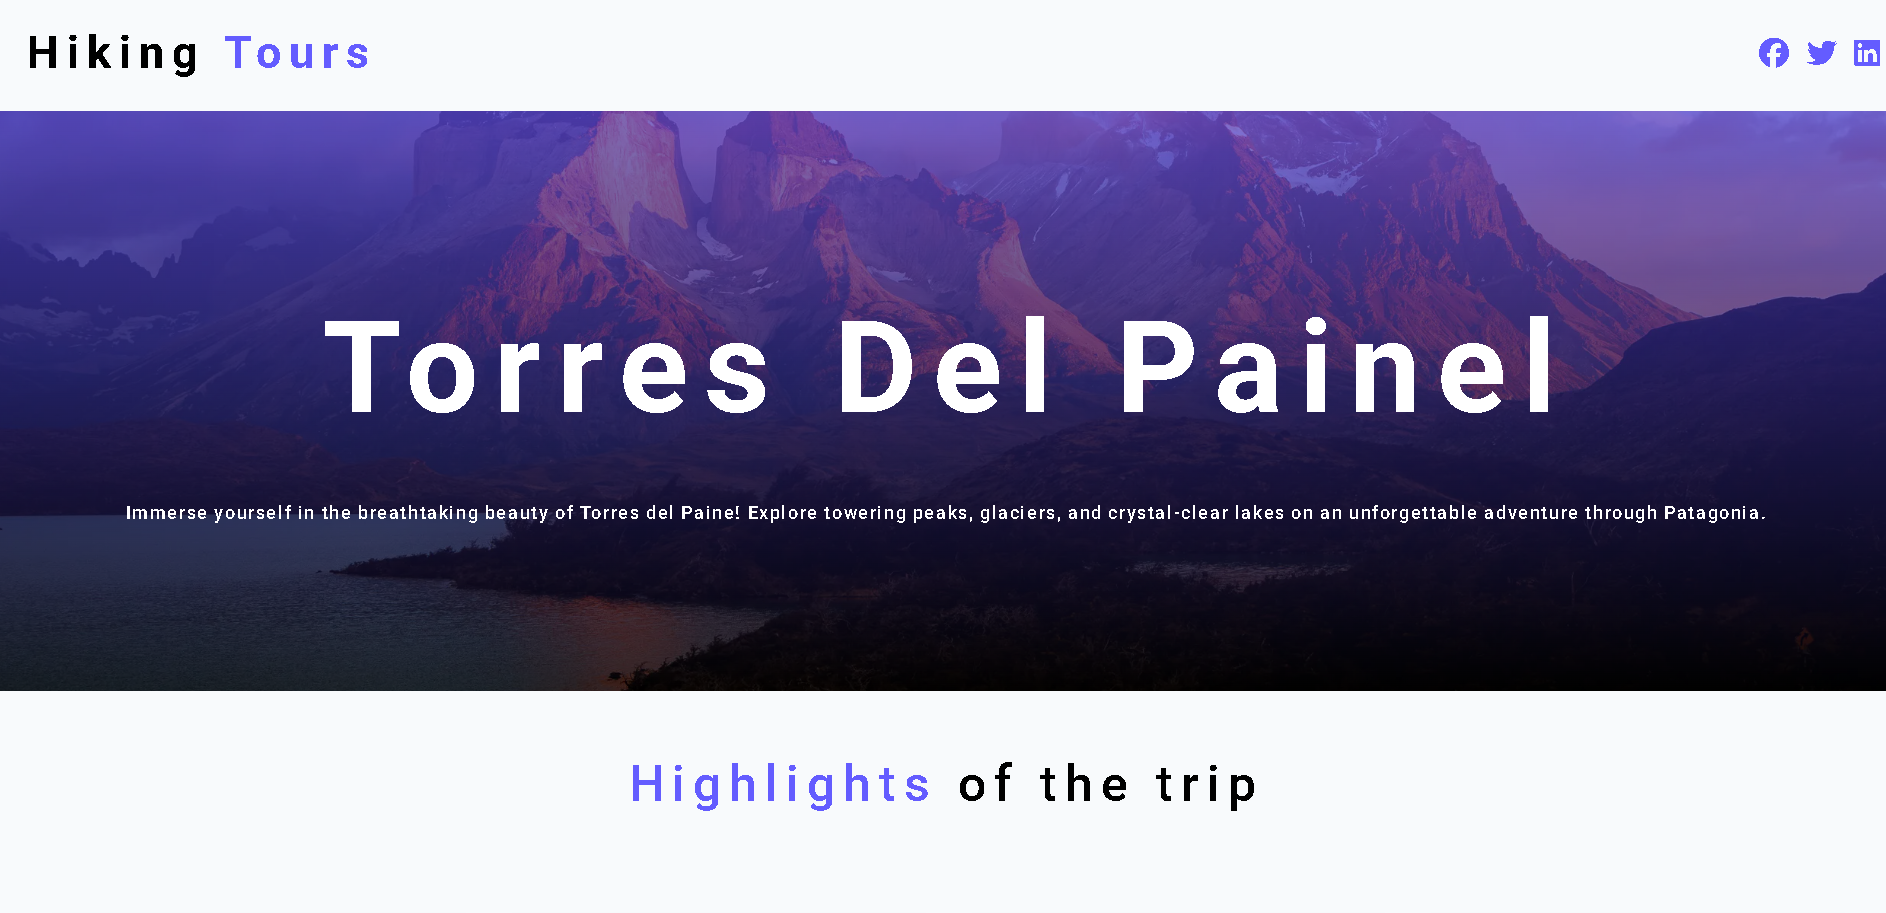 Hiking Tours
Torres Del Painel
Immerse yourself in the breathtaking beauty of Torres del Paine! Explore towering peaks, glaciers, and crystal-clear lakes on an unforgettable adventure through Patagonia.
Highlights of the trip